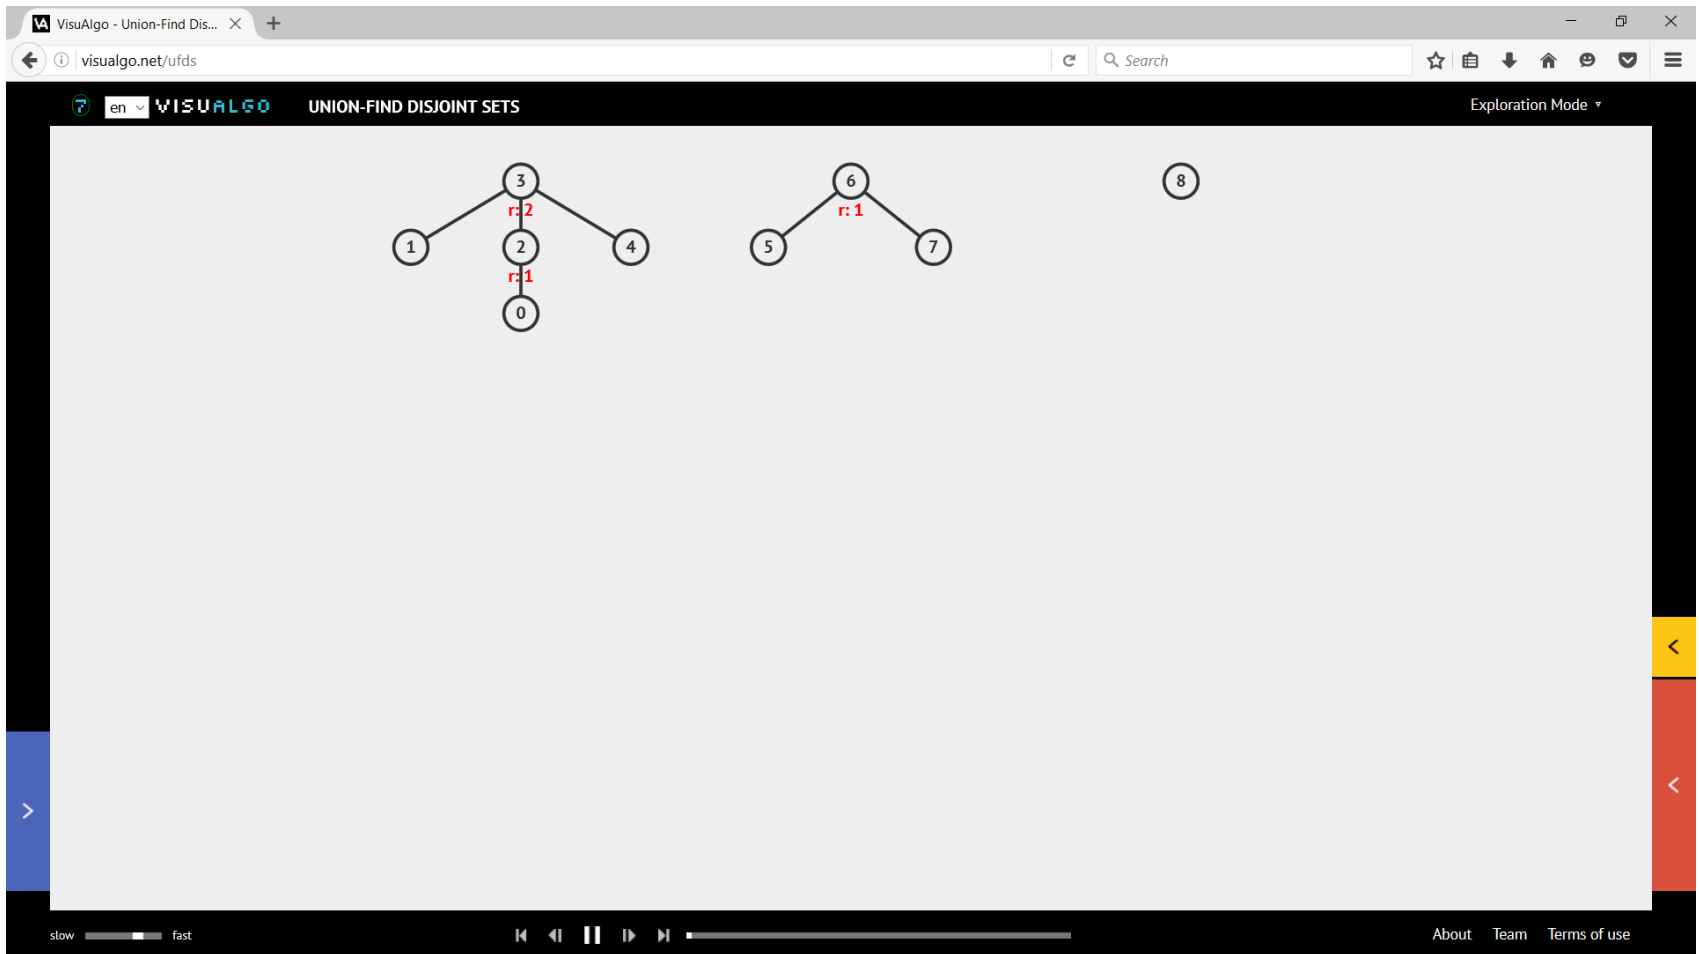 VisuAlgo - Union-Find Dis...
visualgo.net/ufds
Search
7 en VISUALGO UNION-FIND DISJOINT SETS Exploration Mode
3 6 8
r: 2 r: 1
1 2 4 5 7
r: 1
0
slow fast About Team Terms of use